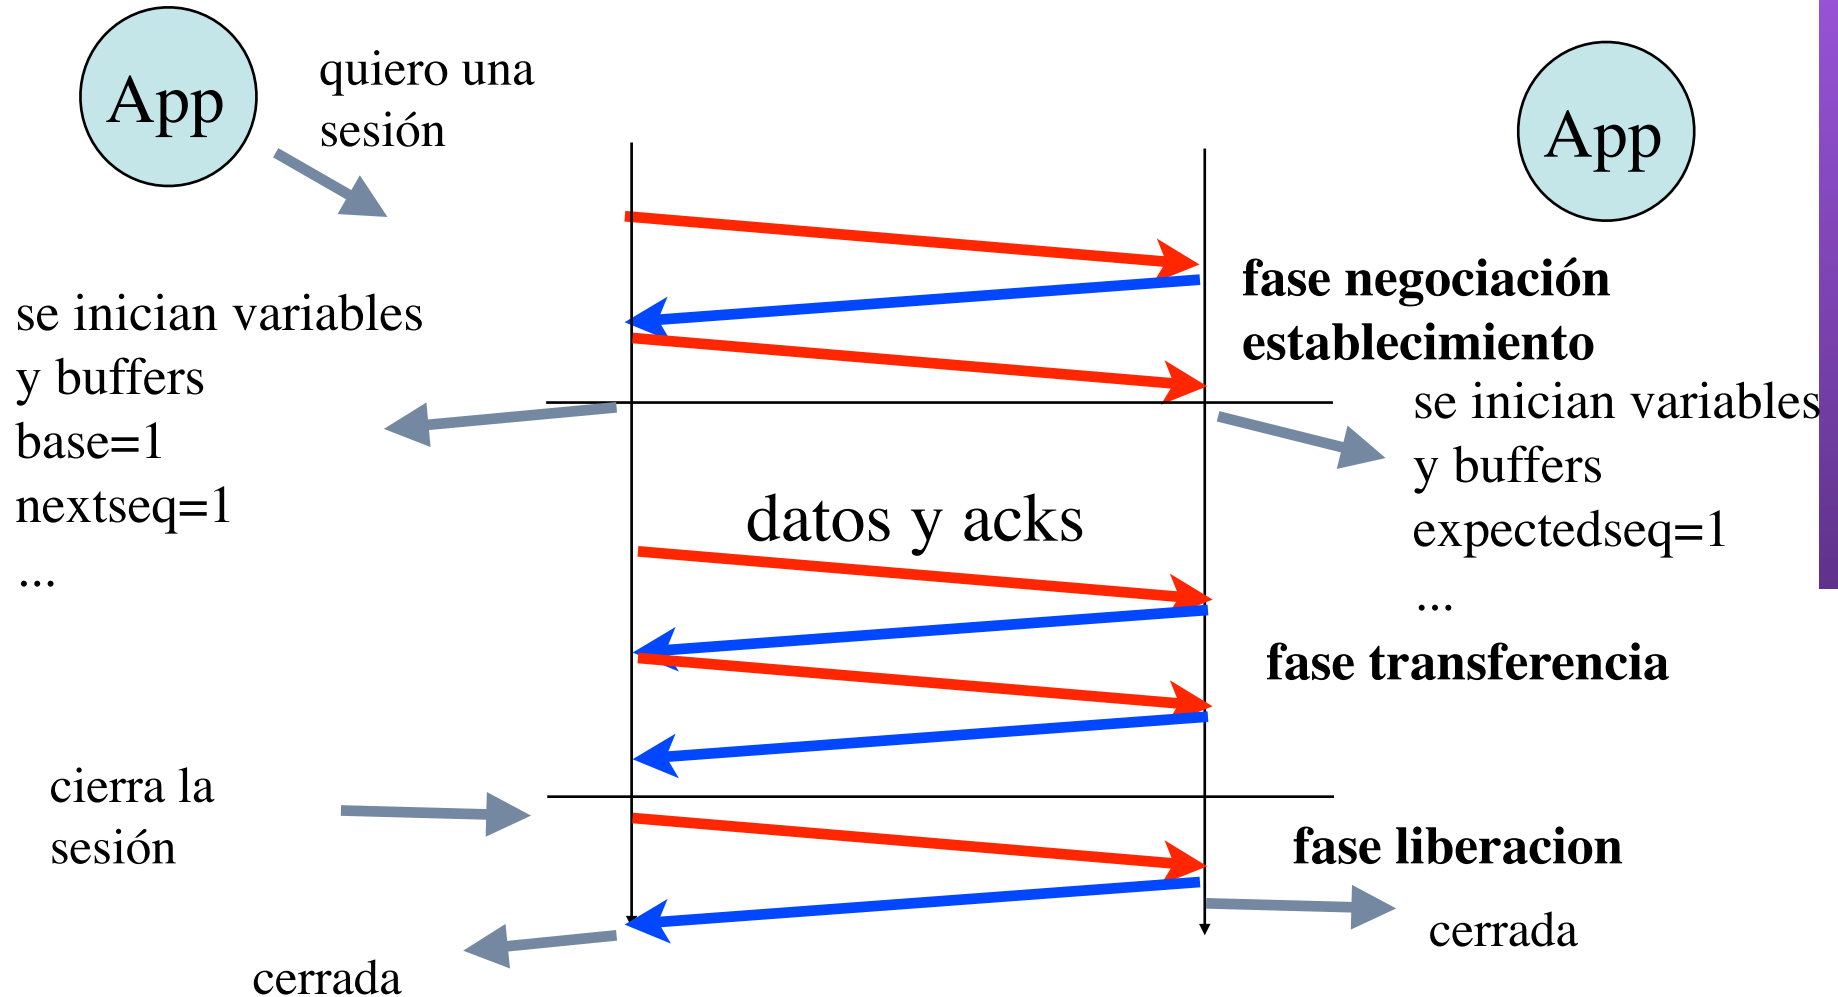 App
quiero una
sesión
App
fase negociación
establecimiento
se inician variables
y buffers
base=1
nextseq=1
...
se inician variables
y buffers
expectedseq=1
...
datos y acks
fase transferencia
cierra la
sesión
fase liberacion
cerrada
cerrada